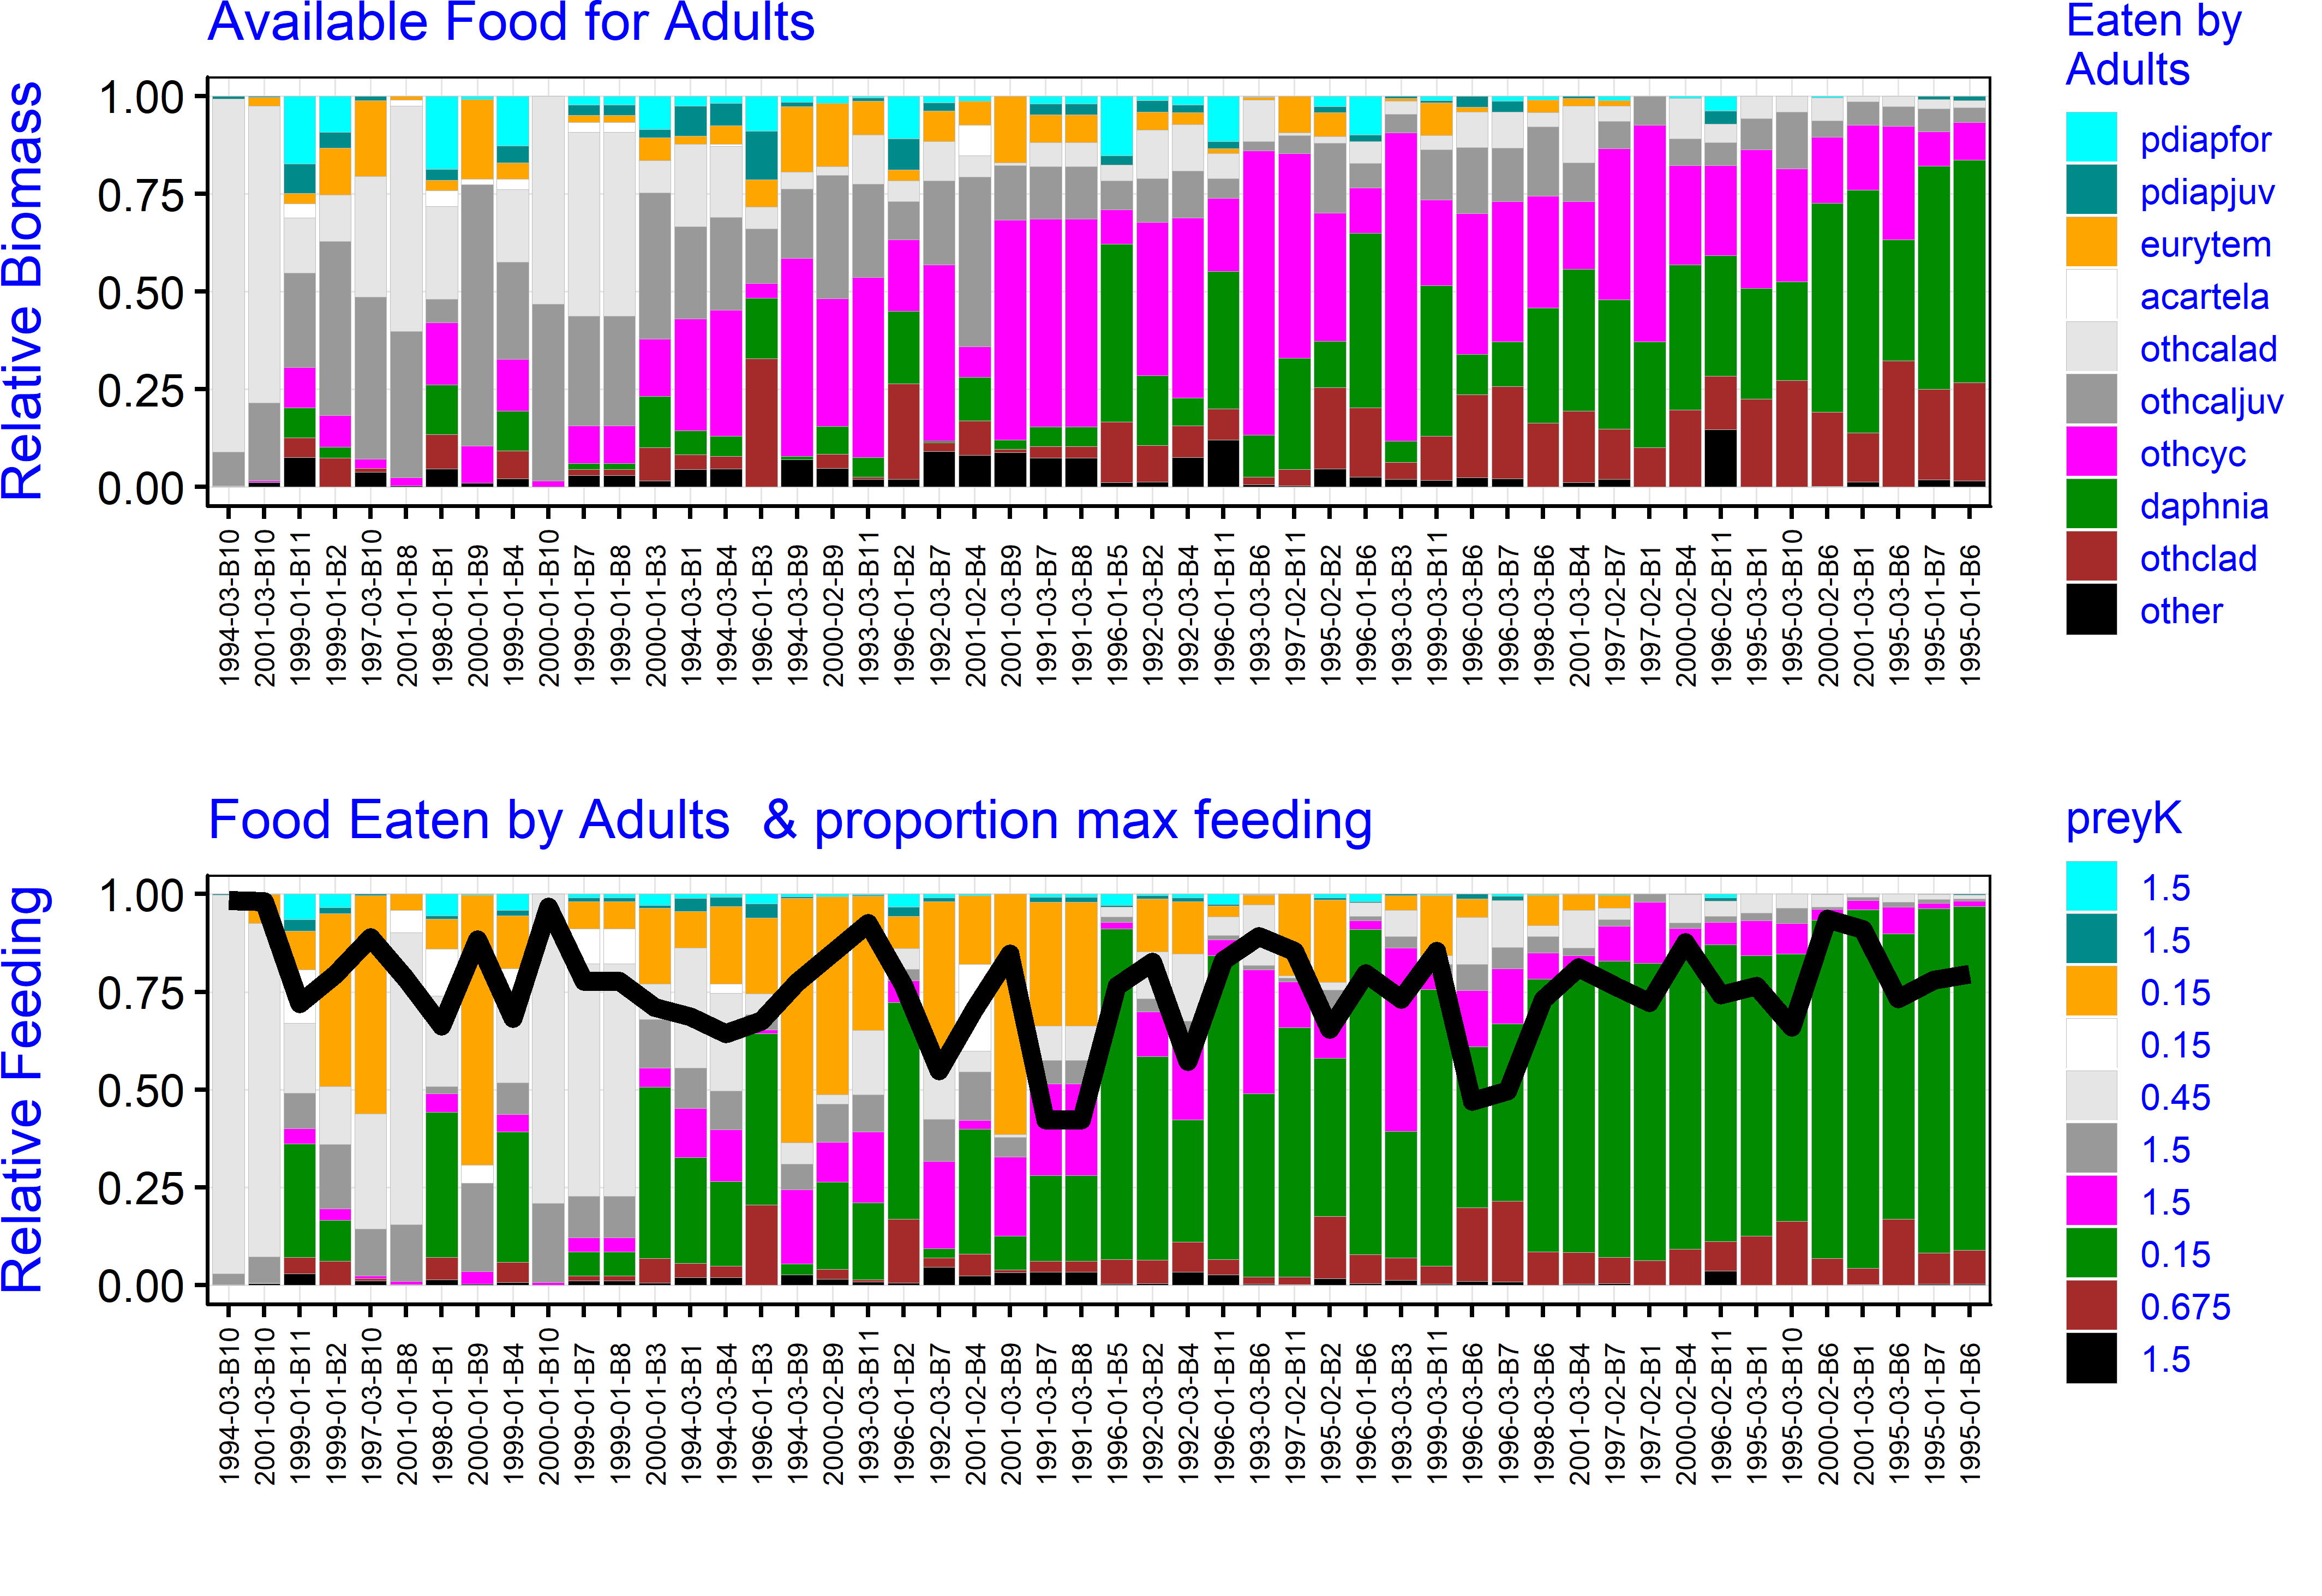 Available Food for Adults
Relative Biomass
1.00
0.75
0.50
0.25
0.00
1994-03-B10
2001-03-B10
1999-01-B11
1999-01-B2
1997-03-B10
2001-01-B8
1998-01-B1
2000-01-B9
1999-01-B4
2000-01-B10
1999-01-B7
1999-01-B8
2000-01-B3
1994-03-B1
1994-03-B4
1996-01-B3
1994-03-B9
2000-02-B9
1993-03-B11
1996-01-B2
1992-03-B7
2001-02-B4
2001-03-B9
1991-03-B7
1991-03-B8
1996-01-B5
1992-03-B2
1992-03-B4
1996-01-B11
1993-03-B6
1997-02-B11
1995-02-B2
1996-01-B6
1993-03-B3
1999-03-B11
1996-03-B6
1996-03-B7
1998-03-B6
2001-03-B4
1997-02-B7
1997-02-B1
2000-02-B4
1996-02-B11
1995-03-B1
1995-03-B10
2000-02-B6
2001-03-B1
1995-03-B6
1995-01-B7
1995-01-B6
Eaten by
Adults
pdiapfor
pdiapjuv
eurytem
acartela
othcalad
othcaljuv
othcyc
daphnia
othclad
other
Food Eaten by Adults  & proportion max feeding
Relative Feeding
1.00
0.75
0.50
0.25
0.00
1994-03-B10
2001-03-B10
1999-01-B11
1999-01-B2
1997-03-B10
2001-01-B8
1998-01-B1
2000-01-B9
1999-01-B4
2000-01-B10
1999-01-B7
1999-01-B8
2000-01-B3
1994-03-B1
1994-03-B4
1996-01-B3
1994-03-B9
2000-02-B9
1993-03-B11
1996-01-B2
1992-03-B7
2001-02-B4
2001-03-B9
1991-03-B7
1991-03-B8
1996-01-B5
1992-03-B2
1992-03-B4
1996-01-B11
1993-03-B6
1997-02-B11
1995-02-B2
1996-01-B6
1993-03-B3
1999-03-B11
1996-03-B6
1996-03-B7
1998-03-B6
2001-03-B4
1997-02-B7
1997-02-B1
2000-02-B4
1996-02-B11
1995-03-B1
1995-03-B10
2000-02-B6
2001-03-B1
1995-03-B6
1995-01-B7
1995-01-B6
preyK
1.5
1.5
0.15
0.15
0.45
1.5
1.5
0.15
0.675
1.5